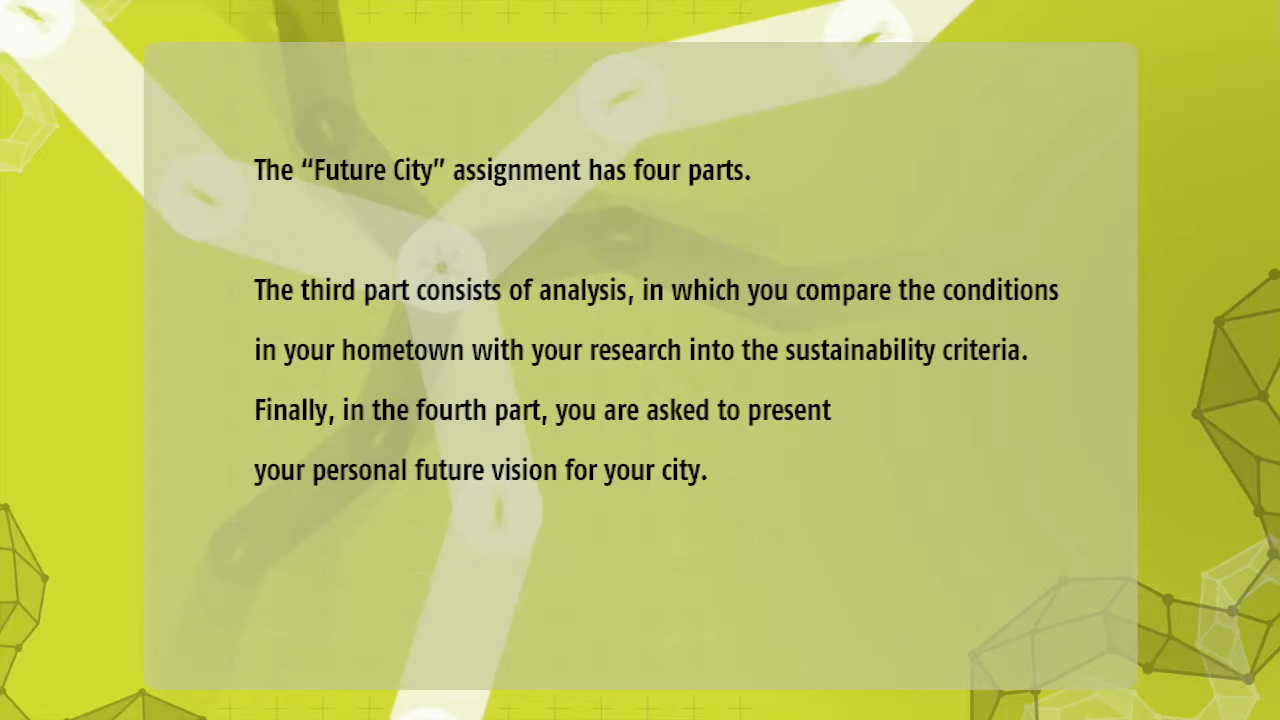 The “Future City” assignment has four parts.
The third part consists of analysis, in which you compare the conditions
in your hometown with your research into the sustainability criteria.
Finally, in the fourth part, you are asked to present
your personal future vision for your city.